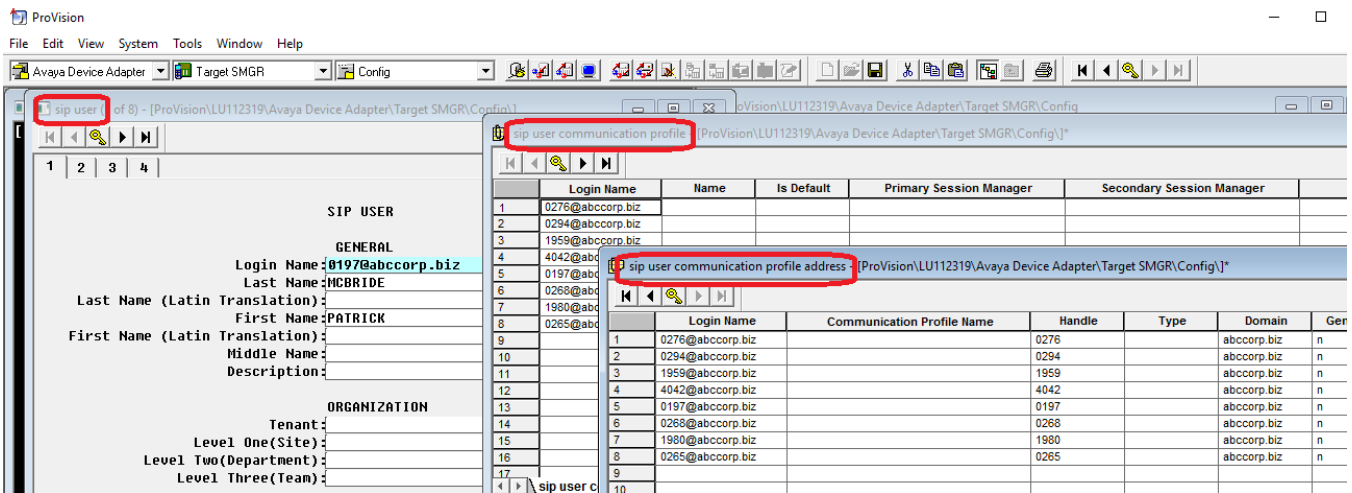 ProVision
File Edit View System Tools Window Help
Avaya Device Adapter Target SMGR Config
sip user ( of 8) - [ProVision\LU112319\Avaya Device Adapter\Target SMGR\Config\]
oVision\LU112319\Avaya Device Adapter\Target SMGR\Config
1 2 3 4
SIP USER
GENERAL
Login Name:0197@abccorp.biz
Last Name:MCBRIDE
Last Name (Latin Translation):
First Name:PATRICK
First Name (Latin Translation):
Middle Name:
Description:
ORGANIZATION
Tenant:
Level One(Site):
Level Two(Department):
Level Three(Team):
sip user communication profile - [ProVision\LU112319\Avaya Device Adapter\Target SMGR\Config\]*
Login Name Name Is Default Primary Session Manager Secondary Session Manager
1 0276@abccorp.biz
2 0294@abccorp.biz
3 1959@abccorp.biz
4 4042@abc
5 0197@abc
6 0268@abc
7 1980@abc
8 0265@abc
9
10
11
12
13
14
15
16
17
sip user c
sip user communication profile address - [ProVision\LU112319\Avaya Device Adapter\Target SMGR\Config\]*
Login Name Communication Profile Name Handle Type Domain Gen
1 0276@abccorp.biz 0276 abccorp.biz n
2 0294@abccorp.biz 0294 abccorp.biz n
3 1959@abccorp.biz 1959 abccorp.biz n
4 4042@abccorp.biz 4042 abccorp.biz n
5 0197@abccorp.biz 0197 abccorp.biz n
6 0268@abccorp.biz 0268 abccorp.biz n
7 1980@abccorp.biz 1980 abccorp.biz n
8 0265@abccorp.biz 0265 abccorp.biz n
9
10